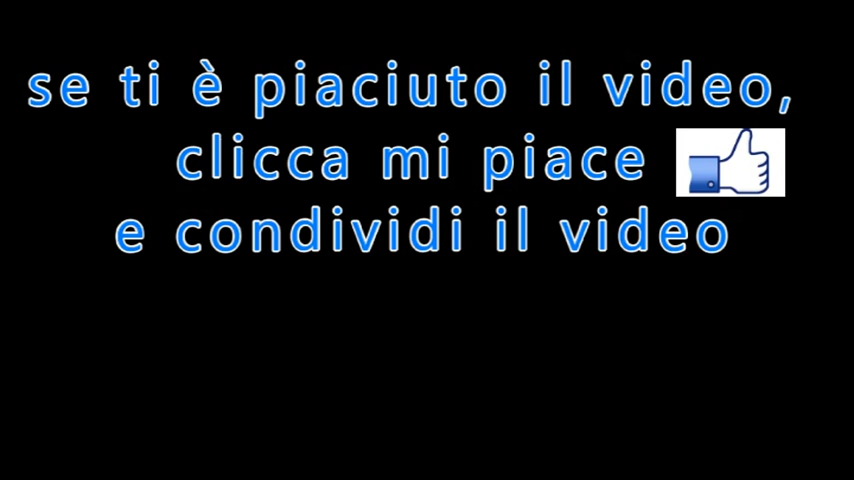 se ti è piaciuto il video,
clicca mi piace
e condividi il video